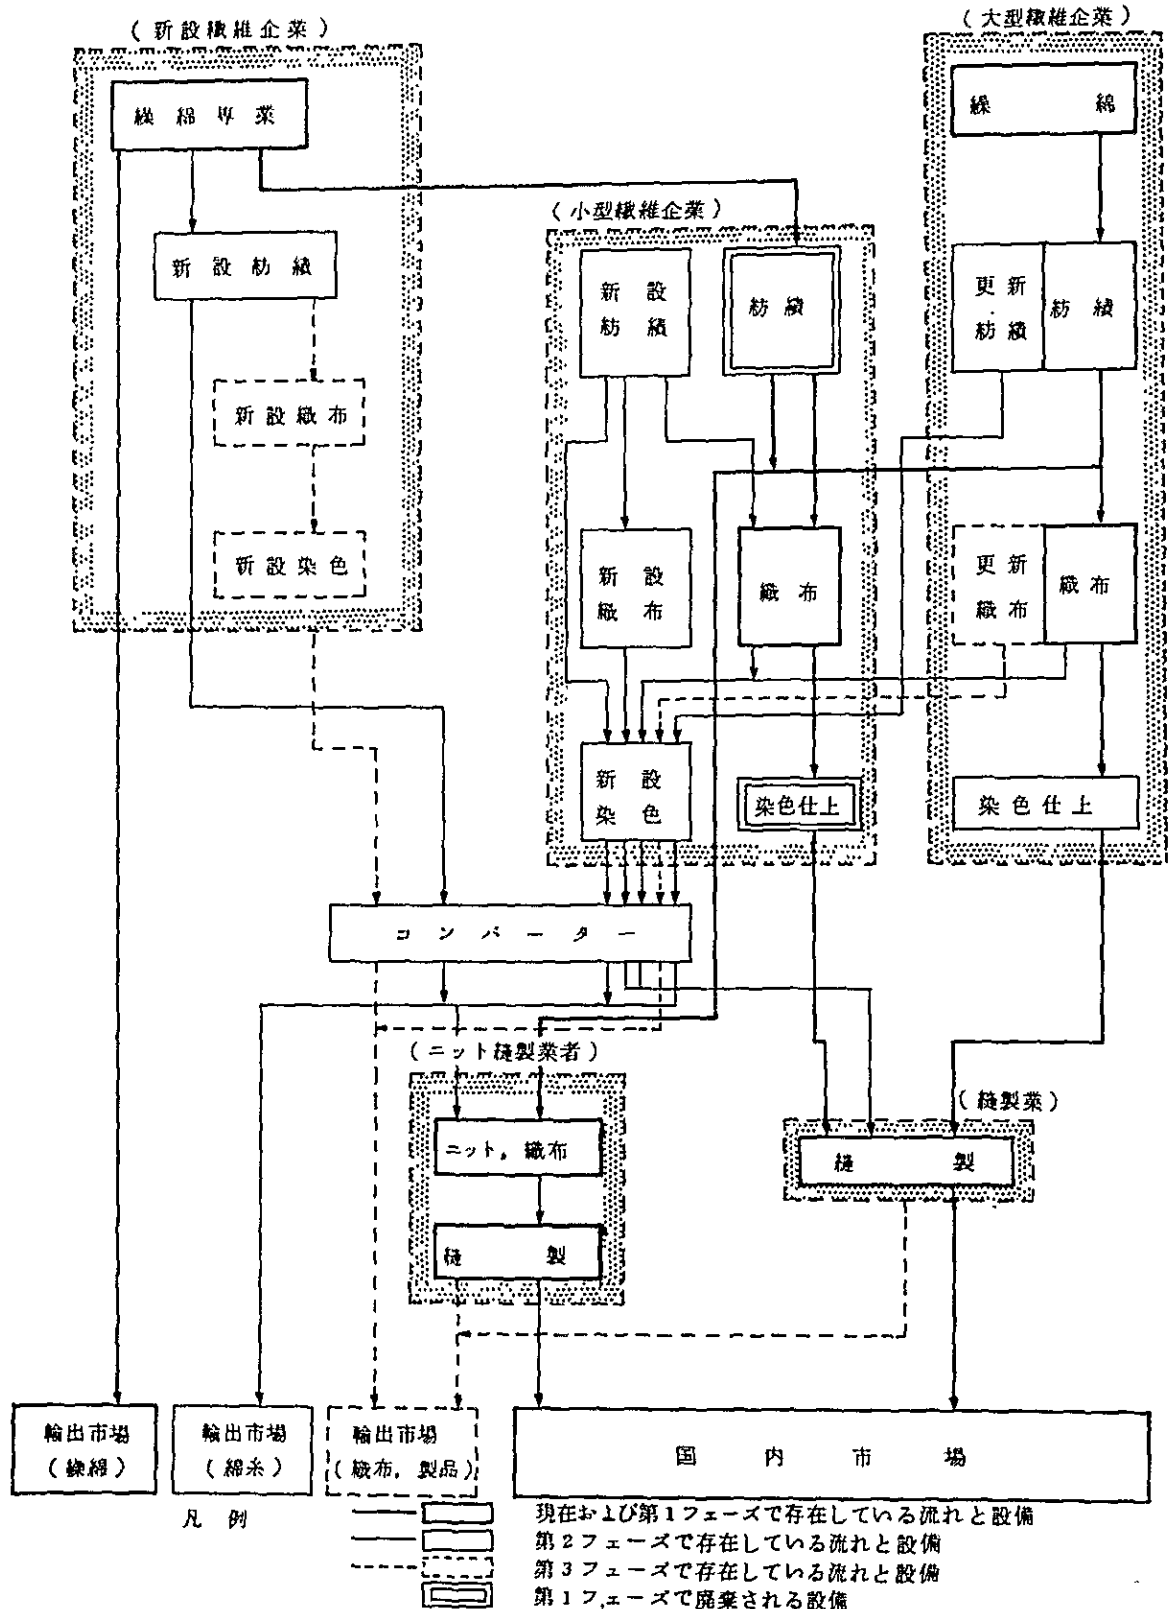 （新設繊維企業）
（大型繊維企業）
繰綿専業
繰綿
（小型繊維企業）
新設紡績
新設
紡績
紡績
更新
紡績
紡績
新設織布
新設染色
新設
織布
織布
更新
織布
織布
新設
染色
染色仕上
染色仕上
コンバーター
（ニット縫製業者）
（縫製業）
ニット，織布
縫製
縫製
輸出市場
（繰綿）
輸出市場
（綿糸）
輸出市場
（織布，製品）
国内市場
凡例
現在および第1フェーズで存在している流れと設備
第2フェーズで存在している流れと設備
第3フェーズで存在している流れと設備
第1フェーズで廃棄される設備